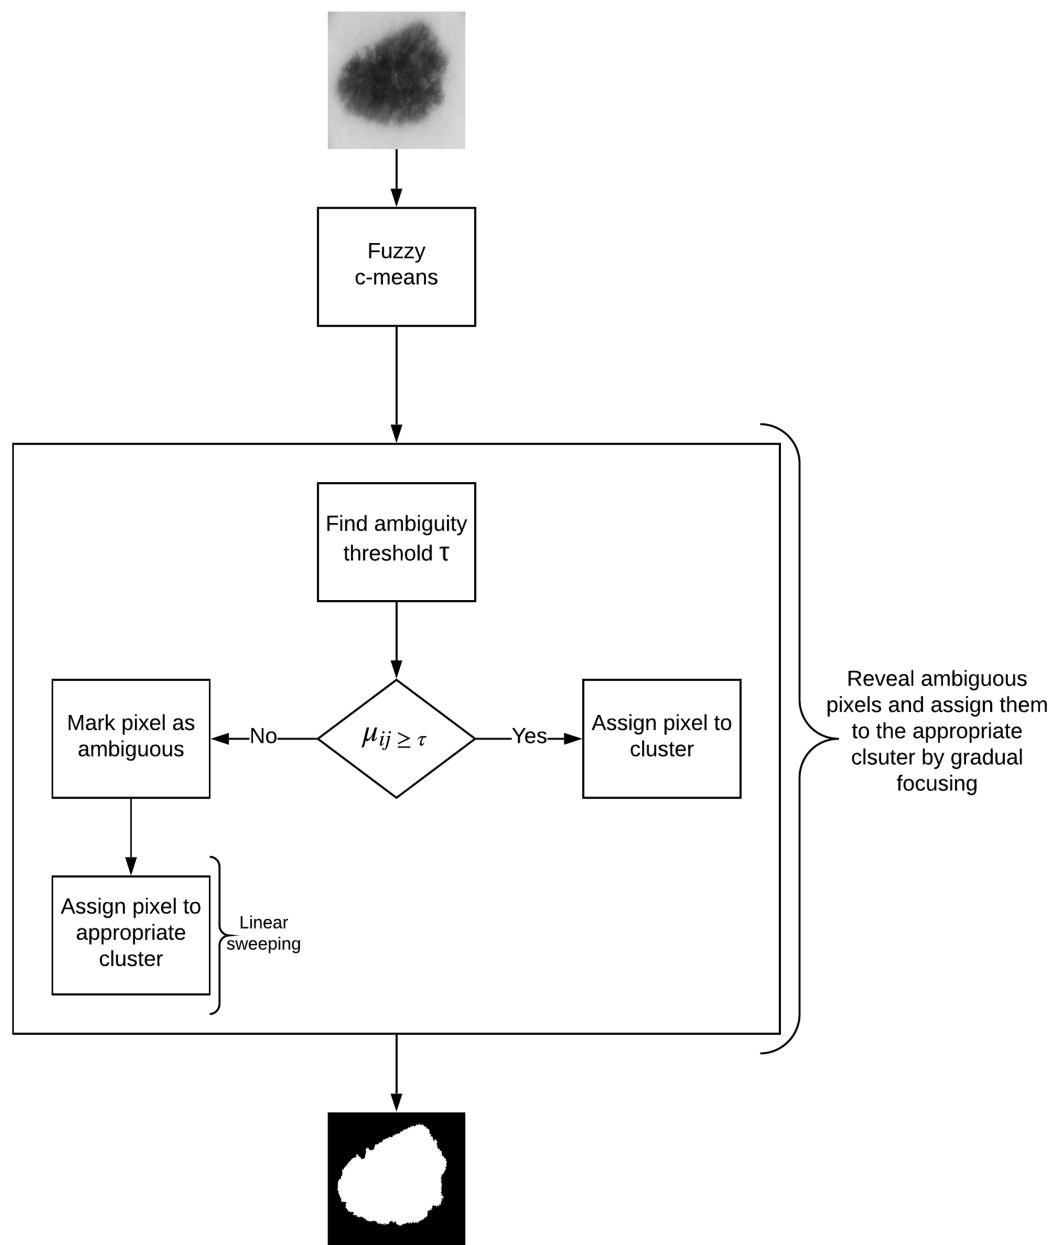 Fuzzy
c-means
Find ambiguity
threshold τ
Mark pixel as
ambiguous
No
μij ≥ τ
Yes
Assign pixel to
cluster
Reveal ambiguous
pixels and assign them
to the appropriate
clsuter by gradual
focusing
Assign pixel to
appropriate
cluster
Linear
sweeping